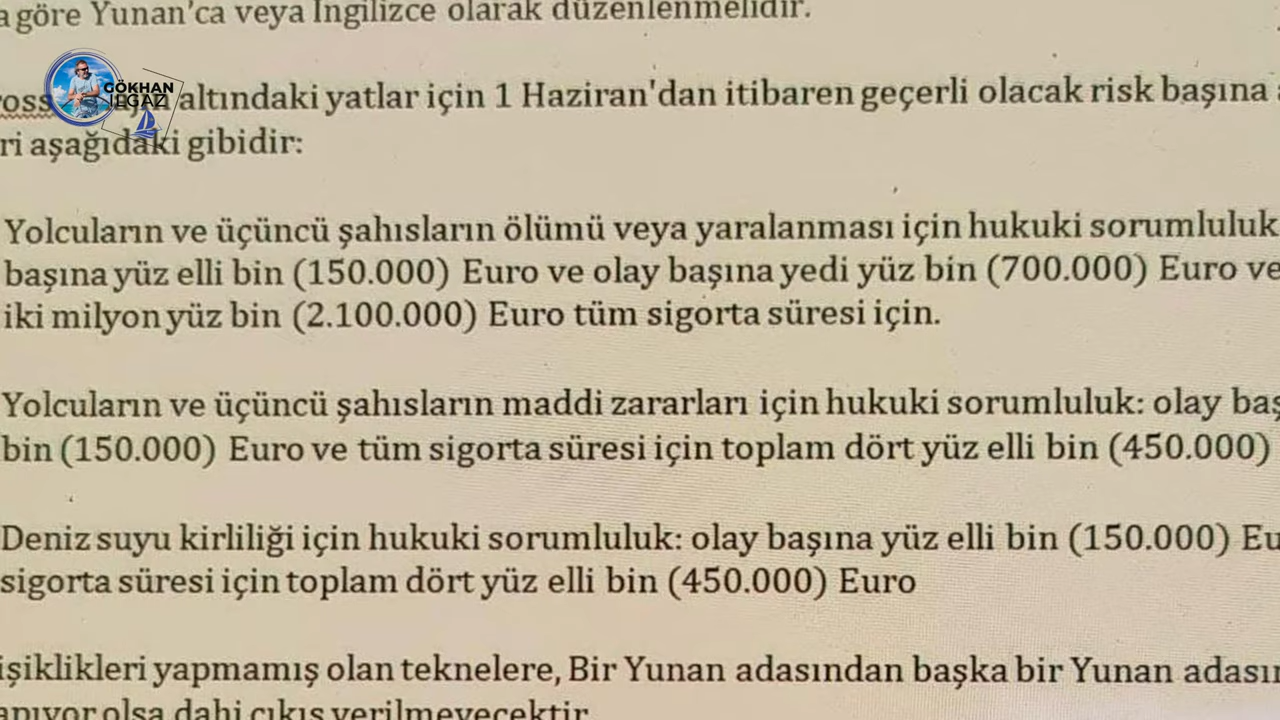 a göre Yunan'ca veya İngilizce olarak düzenlenmelidir.
GÖKHAN
ILGAZ
altındaki yatlar için 1 Haziran'dan itibaren geçerli olacak risk başına
ri aşağıdaki gibidir:
Yolcuların ve üçüncü şahısların ölümü veya yaralanması için hukuki sorumluluk
başına yüz elli bin (150.000) Euro ve olay başına yedi yüz bin (700.000) Euro ve
iki milyon yüz bin (2.100.000) Euro tüm sigorta süresi için.
Yolcuların ve üçüncü şahısların maddi zararları için hukuki sorumluluk: olay baş
bin (150.000) Euro ve tüm sigorta süresi için toplam dört yüz elli bin (450.000)
Deniz suyu kirliliği için hukuki sorumluluk: olay başına yüz elli bin (150.000) Eu
sigorta süresi için toplam dört yüz elli bin (450.000) Euro
işiklikleri yapmamış olan teknelere, Bir Yunan adasından başka bir Yunan adasın
apıyor olsa dahi çıkış verilmeyecektir